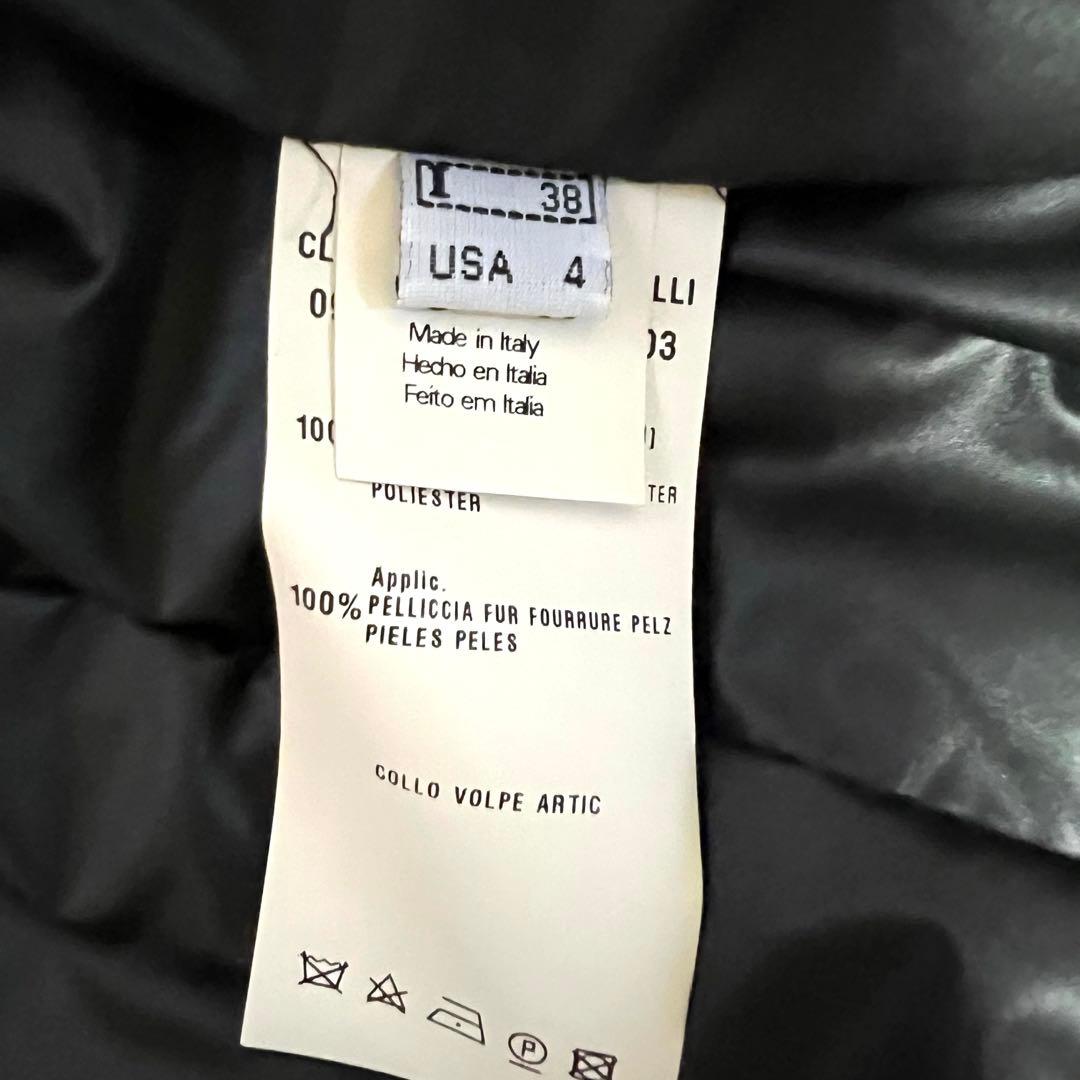 I 38
USA 4
LLI
Made in Italy
Hecho en Italia
Feito em Italia
POLIESTER
Applic.
100% PELLICCIA FUR FOURRURE PELZ
PIELES PELES
COLLO VOLPE ARTIC
P